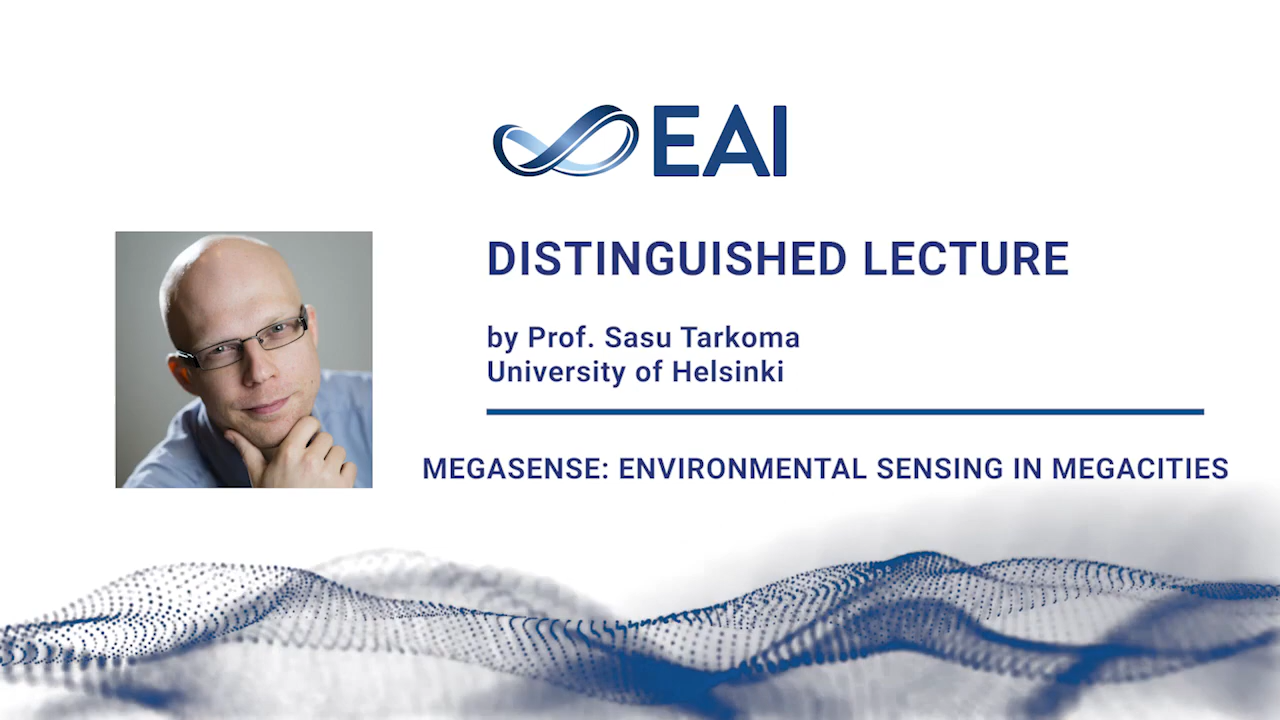 EAI
DISTINGUISHED LECTURE
by Prof. Sasu Tarkoma
University of Helsinki
MEGASENSE: ENVIRONMENTAL SENSING IN MEGACITIES